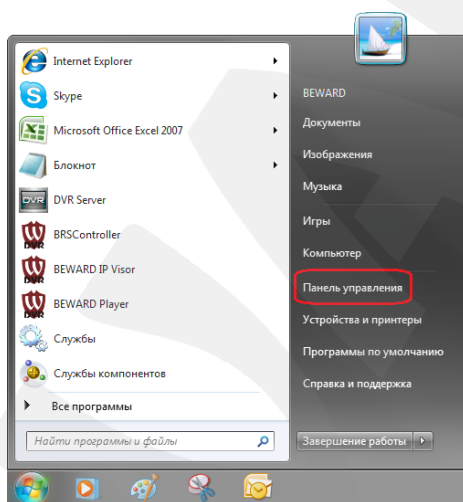 Internet Explorer
Skype
Microsoft Office Excel 2007
Блокнот
DVR Server
BRSController
BEWARD IP Visor
BEWARD Player
Службы
Службы компонентов
Все программы
Найти программы и файлы
BEWARD
Документы
Изображения
Музыка
Игры
Компьютер
Панель управления
Устройства и принтеры
Программы по умолчанию
Справка и поддержка
Завершение работы